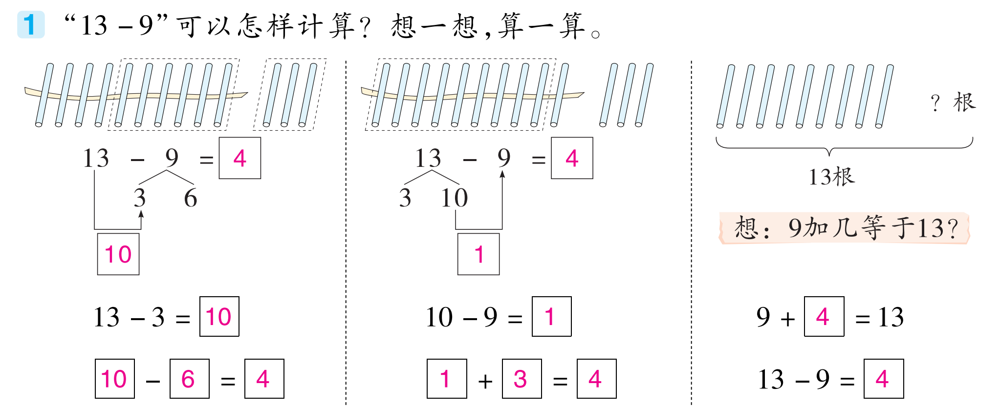 1 “13 − 9”可以怎样计算？想一想,算一算。
13 − 9 = 4
3 6
10
13 − 3 = 10
10 − 6 = 4
13 − 9 = 4
3 10
1
10 − 9 = 1
1 + 3 = 4
？根
13根
想：9加几等于13？
9 + 4 = 13
13 − 9 = 4